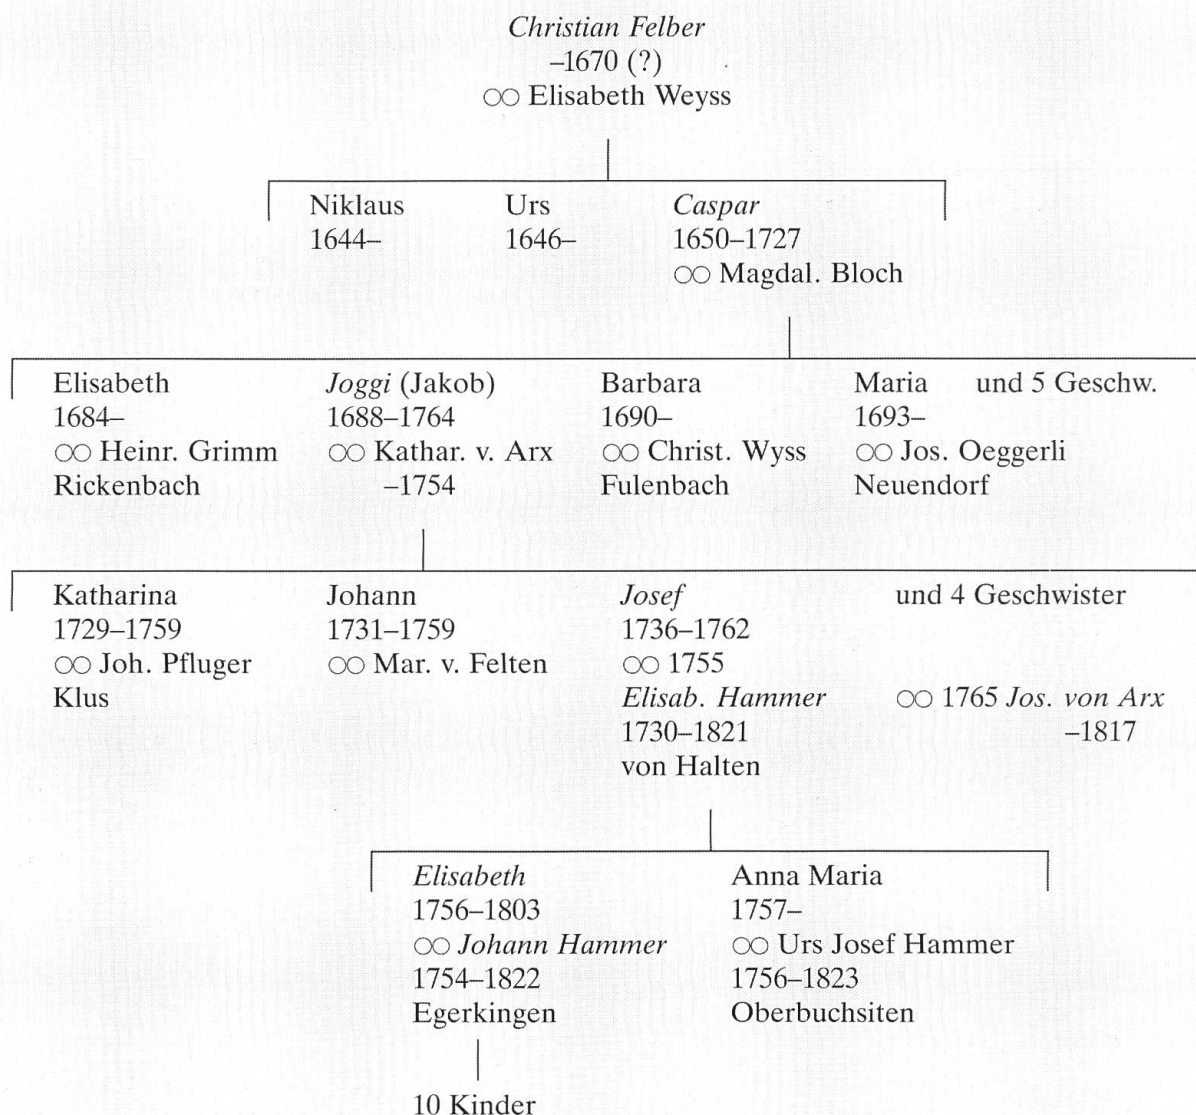 Christian Felber
–1670 (?)
⚭ Elisabeth Weyss
Niklaus Urs Caspar
1644– 1646– 1650–1727
⚭ Magdal. Bloch
Elisabeth Joggi (Jakob) Barbara Maria und 5 Geschw.
1684– 1688–1764 1690– 1693–
⚭ Heinr. Grimm ⚭ Kathar. v. Arx ⚭ Christ. Wyss ⚭ Jos. Oeggerli
Rickenbach –1754 Fulenbach Neuendorf
Katharina Johann Josef und 4 Geschwister
1729–1759 1731–1759 1736–1762
⚭ Joh. Pfluger ⚭ Mar. v. Felten ⚭ 1755
Klus Elisab. Hammer ⚭ 1765 Jos. von Arx
1730–1821 –1817
von Halten
Elisabeth Anna Maria
1756–1803 1757–
⚭ Johann Hammer ⚭ Urs Josef Hammer
1754–1822 1756–1823
Egerkingen Oberbuchsiten
10 Kinder